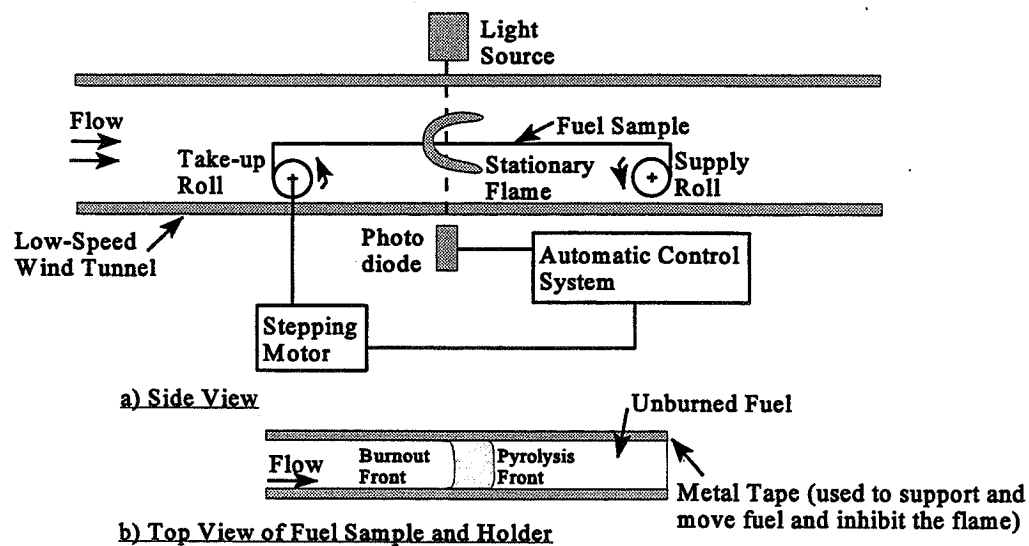 Light
Source
Flow
Fuel Sample
Take-up
Roll
Stationary
Flame
Supply
Roll
Low-Speed
Wind Tunnel
Photo
diode
Automatic Control
System
Stepping
Motor
a) Side View
Unburned Fuel
Flow
Burnout
Front
Pyrolysis
Front
Metal Tape (used to support and
move fuel and inhibit the flame)
b) Top View of Fuel Sample and Holder